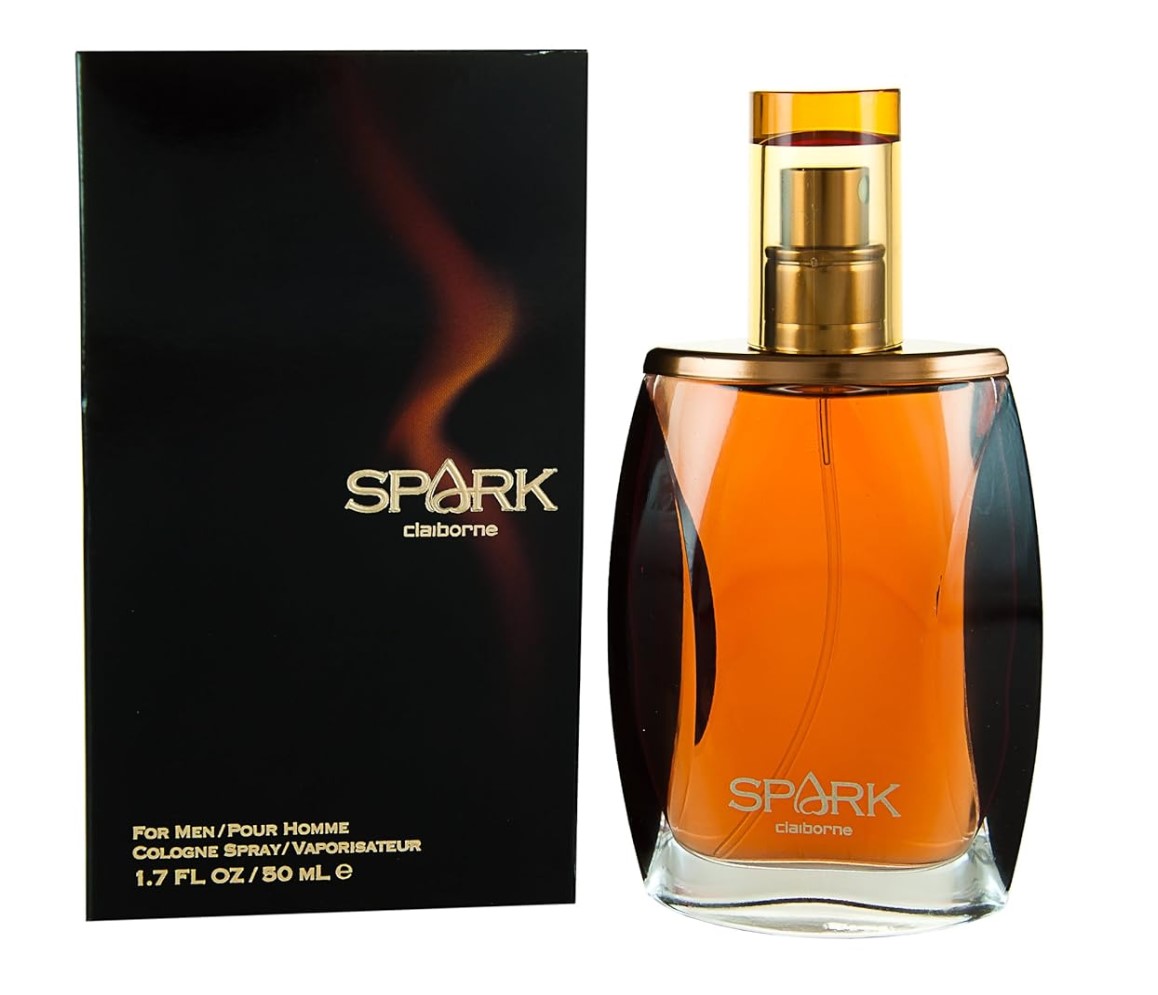 SPARK
claiborne
FOR MEN/POUR HOMME
COLOGNE SPRAY/VAPORISATEUR
1.7 FL OZ/50 ML ℮
SPARK
claiborne